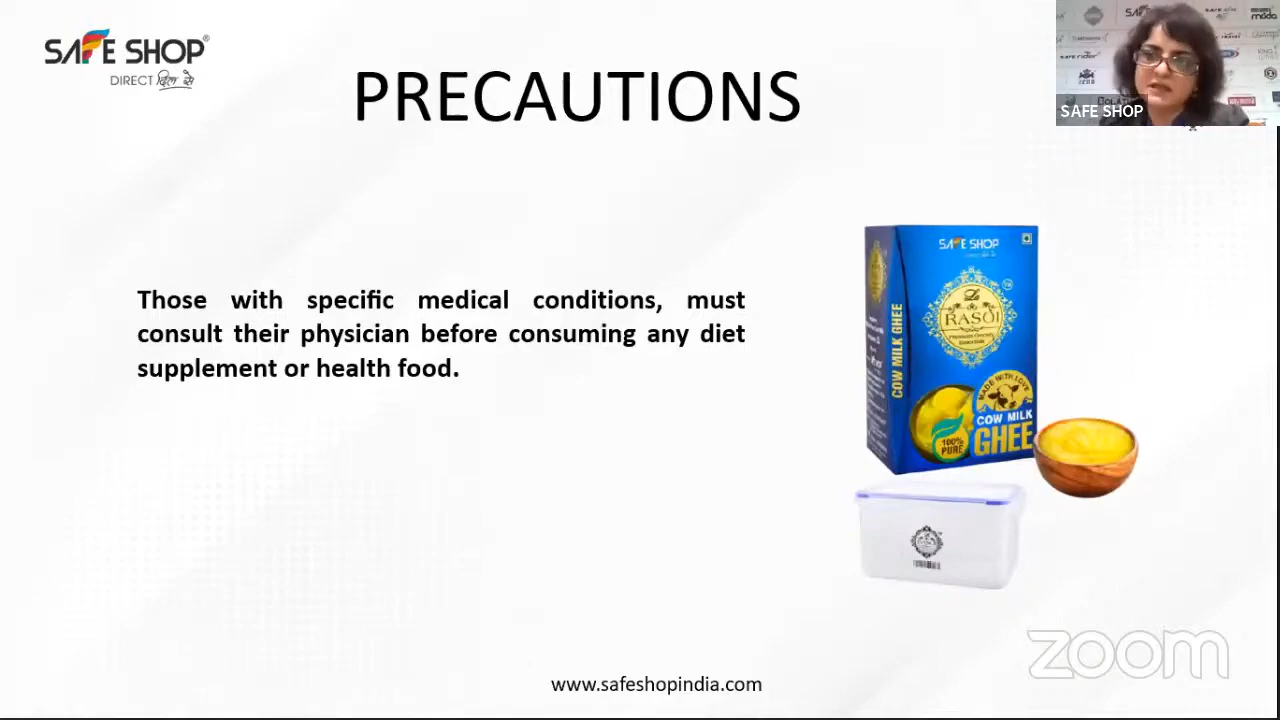 SAFE SHOP®
DIRECT दिल से
PRECAUTIONS
SAFE SHOP
Those with specific medical conditions, must
consult their physician before consuming any diet
supplement or health food.
SAFE SHOP
Le
RASOI
COW MILK GHEE
MADE WITH LOVE
100%
PURE
COW MILK
GHEE
zoom
www.safeshopindia.com